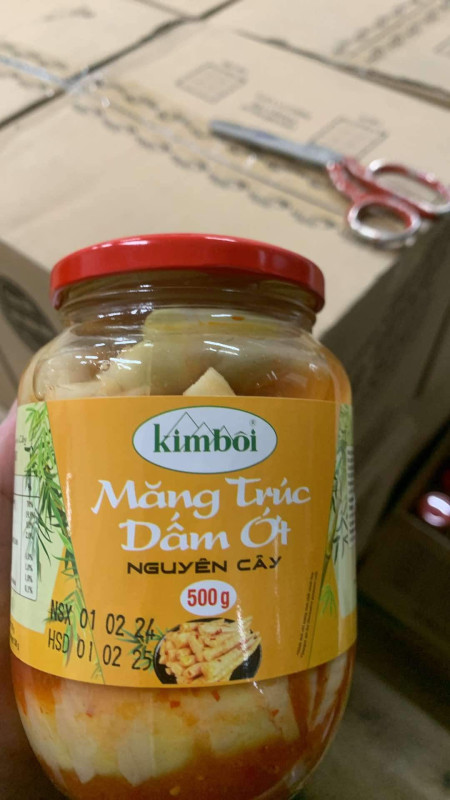 kimbôi
Măng Trúc
Dấm Ớt
NGUYÊN CÂY
500g
NSX 01 02 24
HSD 01 02 25